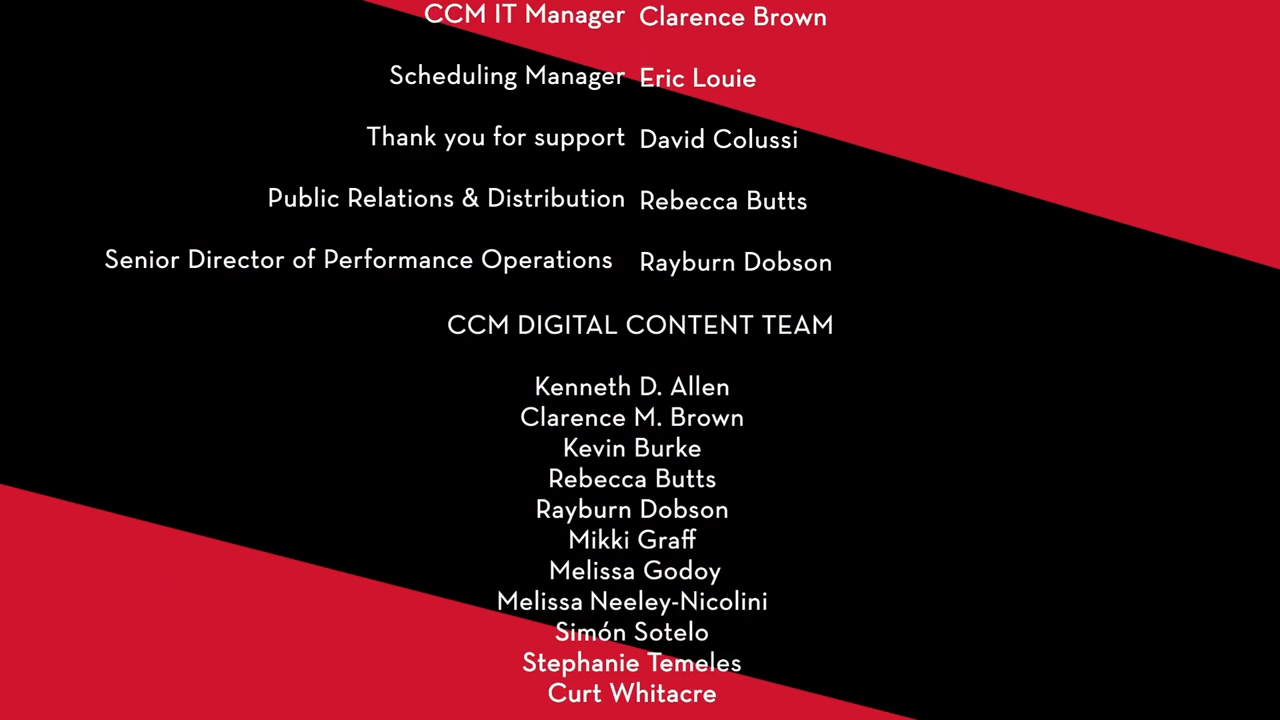 CCM IT Manager Clarence Brown
Scheduling Manager Eric Louie
Thank you for support David Colussi
Public Relations & Distribution Rebecca Butts
Senior Director of Performance Operations Rayburn Dobson
CCM DIGITAL CONTENT TEAM
Kenneth D. Allen
Clarence M. Brown
Kevin Burke
Rebecca Butts
Rayburn Dobson
Mikki Graff
Melissa Godoy
Melissa Neeley-Nicolini
Simón Sotelo
Stephanie Temeles
Curt Whitacre